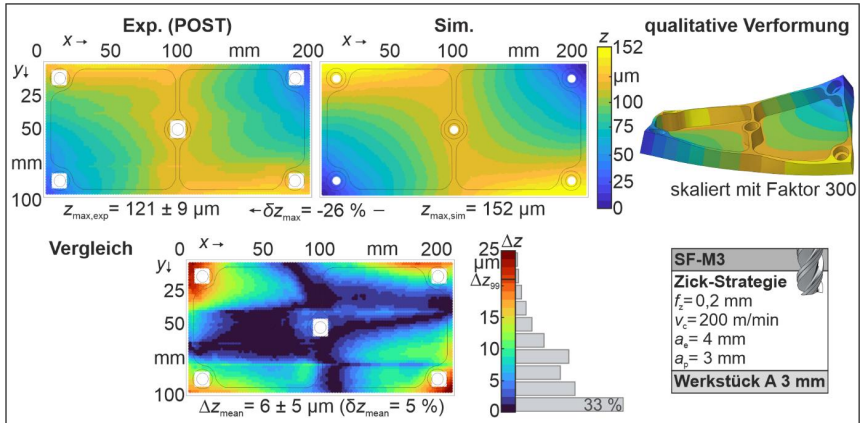 Exp. (POST)
Sim.
qualitative Verformung
0 x→ 50 100 mm 200
x→ 50 100 mm 200
z
y↓
25
50
mm
100
152
µm
100
75
50
25
0
skaliert mit Faktor 300
z_max,exp = 121 ± 9 µm
←δz_max = -26 % –
z_max,sim = 152 µm
Vergleich
0 x→ 50 100 mm 200
y↓
25
50
mm
100
Δz
25
µm
Δz_99
15
10
5
0
33 %
Δz_mean = 6 ± 5 µm (δz_mean = 5 %)
SF-M3
Zick-Strategie
f_z=0,2 mm
v_c=200 m/min
a_e= 4 mm
a_p= 3 mm
Werkstück A 3 mm